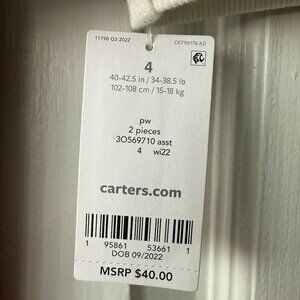 11790 Q3 2022
CKT96176 AD
4
40-42.5 in / 34-38.5 lb
102-108 cm / 15-18 kg
pw
2 pieces
3O569710 asst
4 wi22
carters.com
1 95861 53661 1
DOB 09/2022
MSRP $40.00